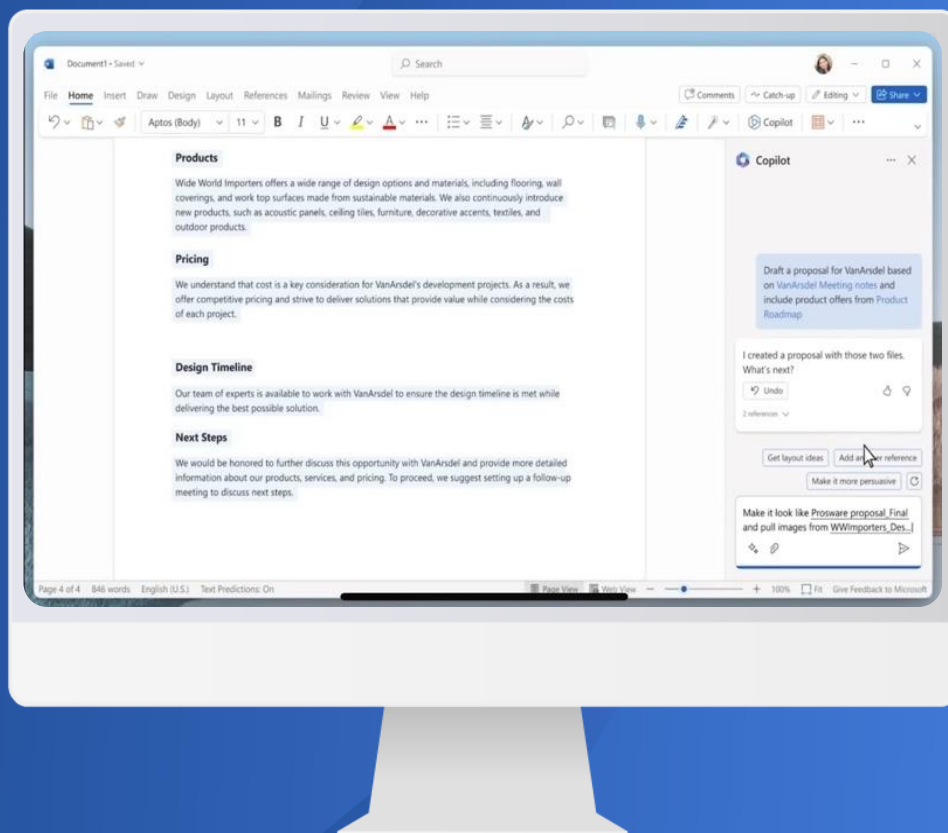 Document1 • Saved
Search
File Home Insert Draw Design Layout References Mailings Review View Help
Comments Catch-up Editing Share
Aptos (Body) 11 B I U A Copilot
Products
Wide World Importers offers a wide range of design options and materials, including flooring, wall
coverings, and work top surfaces made from sustainable materials. We also continuously introduce
new products, such as acoustic panels, ceiling tiles, furniture, decorative accents, textiles, and
outdoor products.
Pricing
We understand that cost is a key consideration for VanArsdel's development projects. As a result, we
offer competitive pricing and strive to deliver solutions that provide value while considering the costs
of each project.
Design Timeline
Our team of experts is available to work with VanArsdel to ensure the design timeline is met while
delivering the best possible solution.
Next Steps
We would be honored to further discuss this opportunity with VanArsdel and provide more detailed
information about our products, services, and pricing. To proceed, we suggest setting up a follow-up
meeting to discuss next steps.
Copilot
Draft a proposal for VanArsdel based
on VanArsdel Meeting notes and
include product offers from Product
Roadmap
I created a proposal with those two files.
What's next?
Undo
2 references
Get layout ideas
Add an er reference
Make it more persuasive
Make it look like Prosware proposal_Final
and pull images from WWImporters_Des...
Page 4 of 4 846 words English (U.S.) Text Predictions: On
Page View Web View 100% Fit Give Feedback to Microsoft